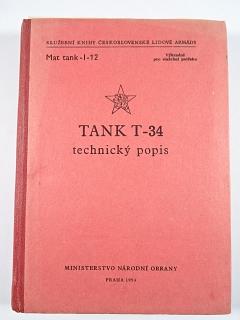 SLUŽEBNÍ KNIHY ČESKOSLOVENSKÉ LIDOVÉ ARMÁDY
Mat. tank-1-12
Výhradně
pro služební potřebu
TANK T-34
technický popis
MINISTERSTVO NÁRODNÍ OBRANY
PRAHA 1954